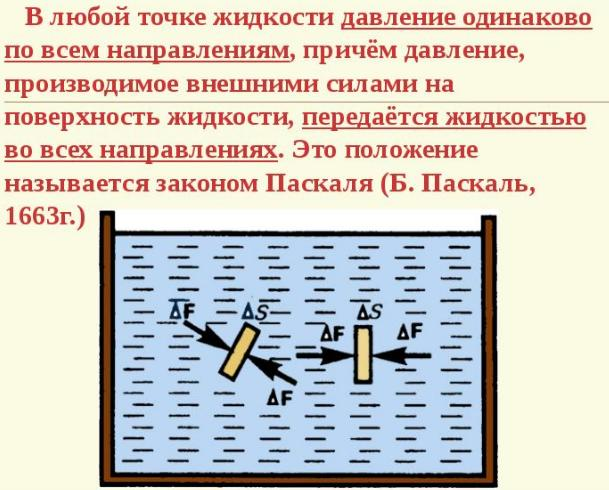 В любой точке жидкости давление одинаково
по всем направлениям, причём давление,
производимое внешними силами на
поверхность жидкости, передаётся жидкостью
во всех направлениях. Это положение
называется законом Паскаля (Б. Паскаль,
1663г.)
ΔF ΔS ΔS
ΔF ΔF
ΔF